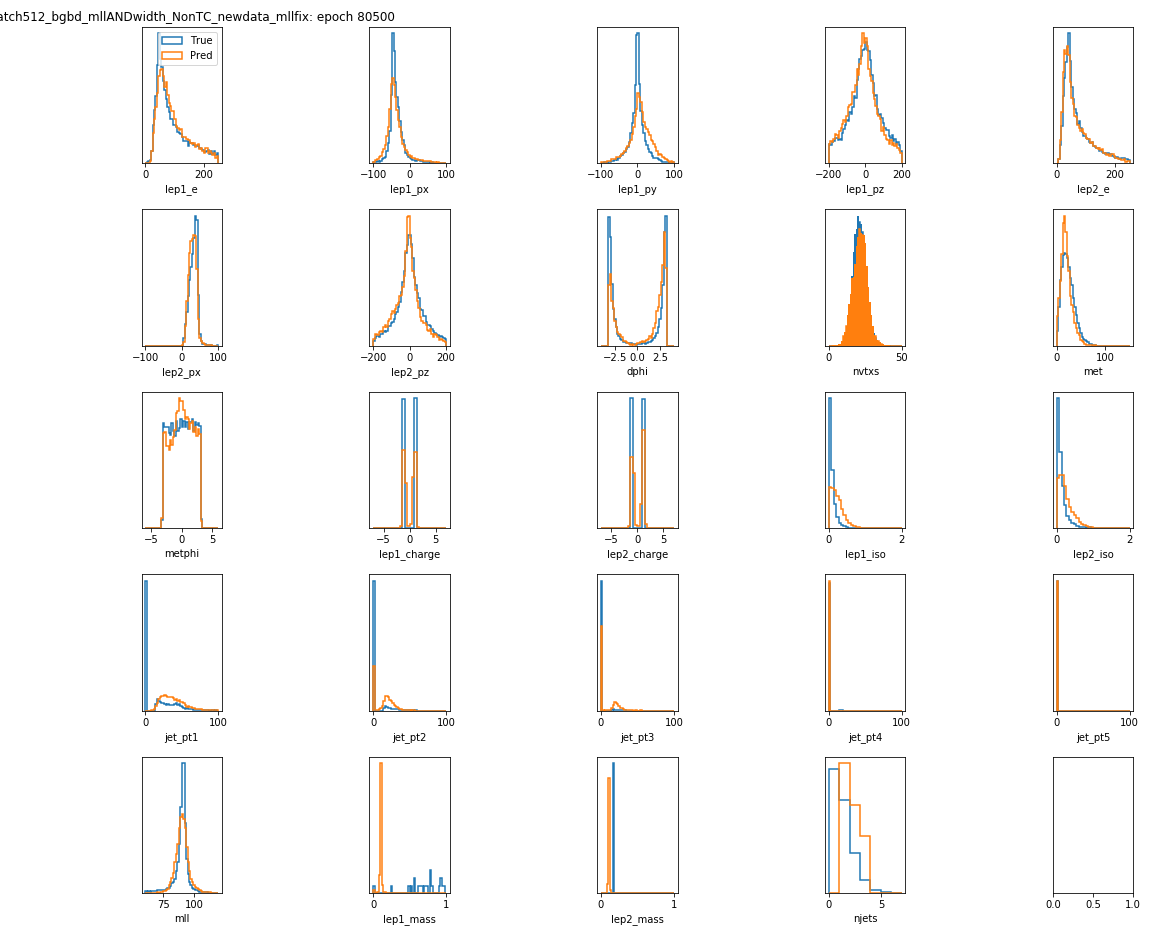 atch512_bgbd_mllANDwidth_NonTC_newdata_mllfix: epoch 80500
True
Pred
0 200
lep1_e
−100 0 100
lep1_px
−100 0 100
lep1_py
−200 0 200
lep1_pz
0 200
lep2_e
−100 0 100
lep2_px
−200 0 200
lep2_pz
−2.5 0.0 2.5
dphi
0 50
nvtxs
0 100
met
−5 0 5
metphi
−5 0 5
lep1_charge
−5 0 5
lep2_charge
0 2
lep1_iso
0 2
lep2_iso
0 100
jet_pt1
0 100
jet_pt2
0 100
jet_pt3
0 100
jet_pt4
0 100
jet_pt5
75 100
mll
0 1
lep1_mass
0 1
lep2_mass
0 5
njets
0.0 0.5 1.0